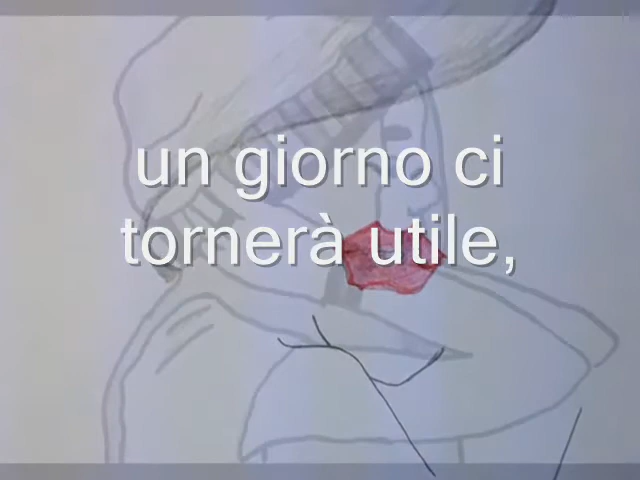 un giorno ci
tornerà utile,